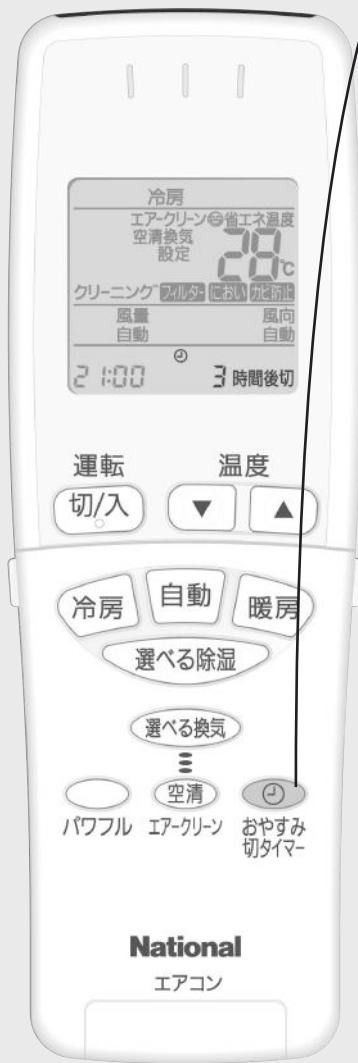 冷房
エアークリーン 省エネ温度
空清換気
設定
28℃
クリーニング フィルター におい カビ防止
風量 風向
自動 自動
21:00 3時間後切
運転 温度
切/入 ▼ ▲
冷房 自動 暖房
選べる除湿
選べる換気
空清
パワフル エアークリーン おやすみ
切タイマー
National
エアコン